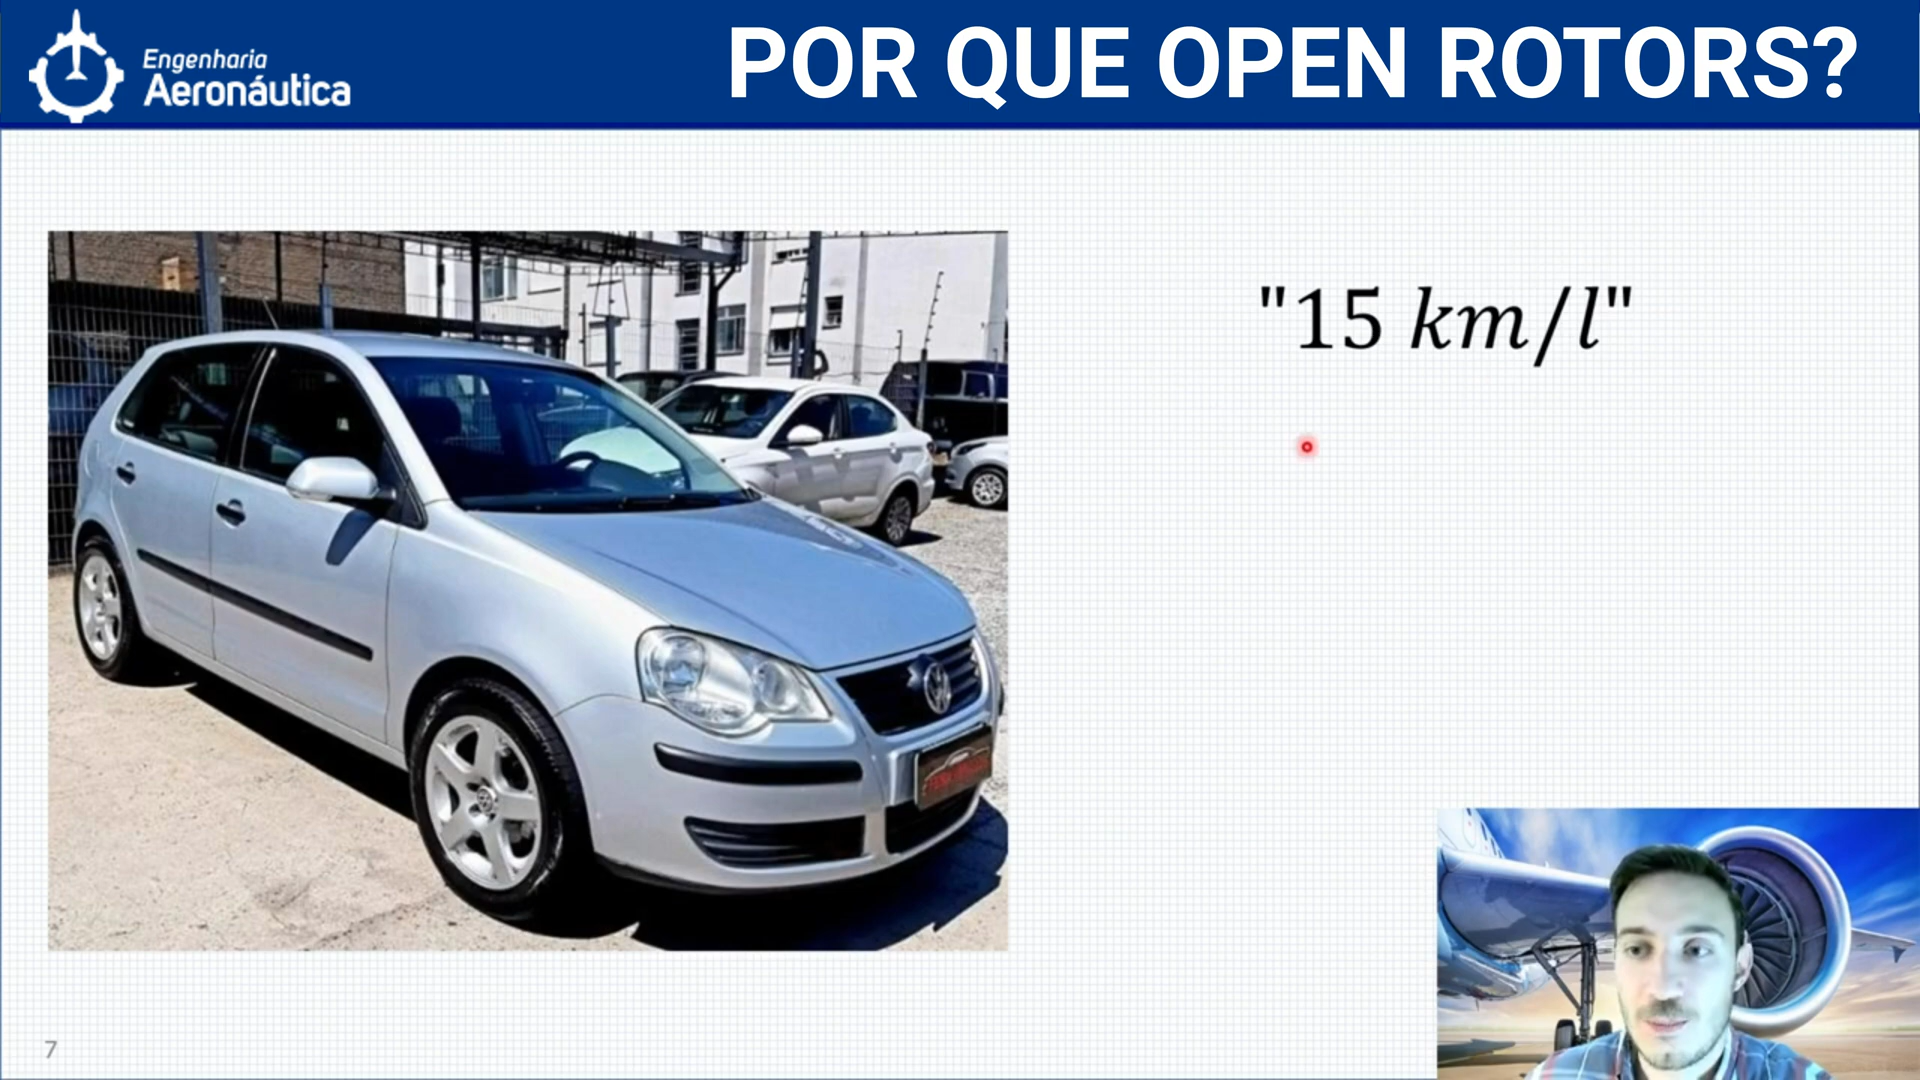 Engenharia
Aeronáutica
POR QUE OPEN ROTORS?
"15 km/l"
7